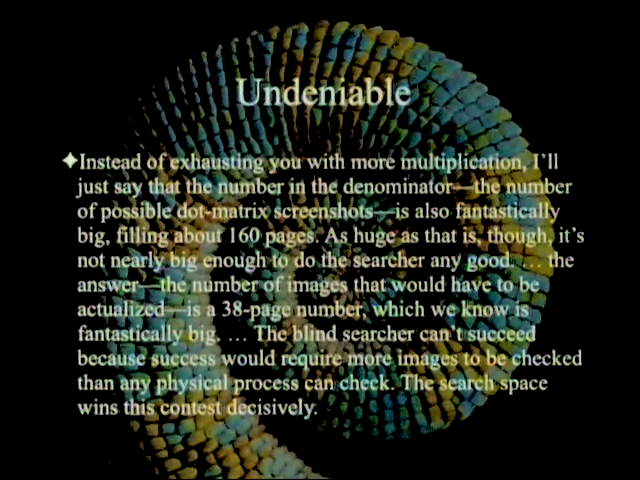 Undeniable
✦Instead of exhausting you with more multiplication, I’ll
just say that the number in the denominator—the number
of possible dot-matrix screenshots—is also fantastically
big, filling about 160 pages. As huge as that is, though, it’s
not nearly big enough to do the searcher any good. … the
answer—the number of images that would have to be
actualized—is a 38-page number, which we know is
fantastically big. … The blind searcher can’t succeed
because success would require more images to be checked
than any physical process can check. The search space
wins this contest decisively.